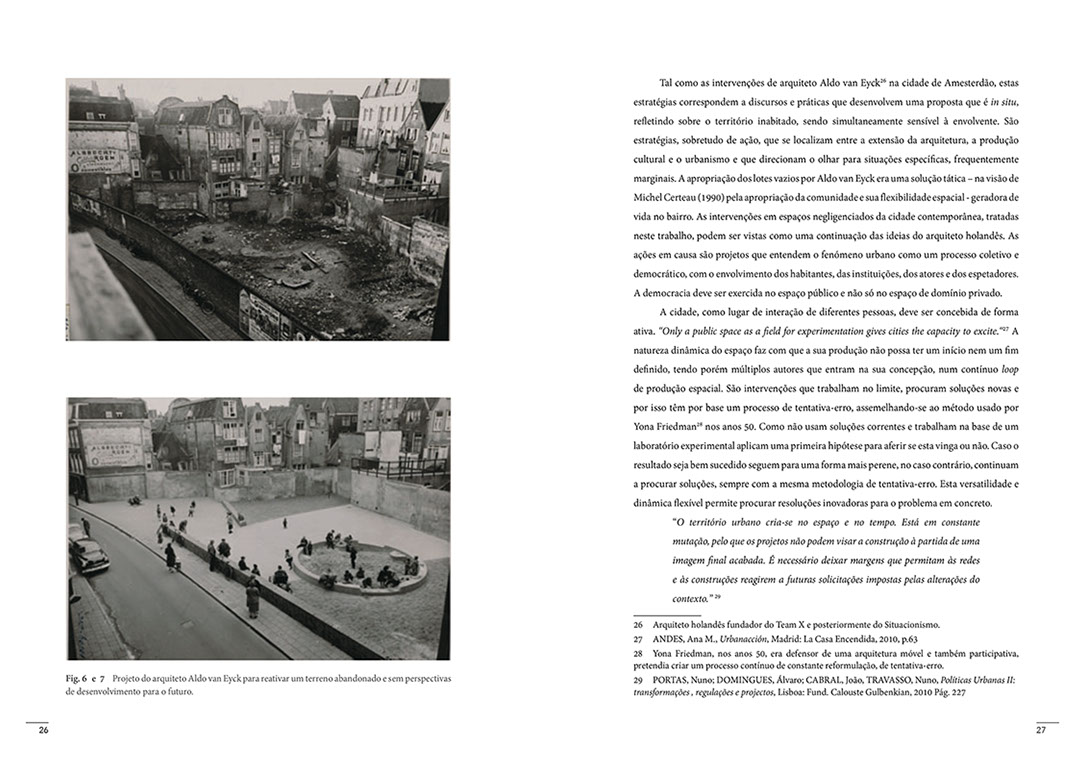 ALBRECHT
ALBRECHT
Fig. 6 e 7 Projeto do arquiteto Aldo van Eyck para reativar um terreno abandonado e sem perspectivas
de desenvolvimento para o futuro.
26
Tal como as intervenções de arquiteto Aldo van Eyck26 na cidade de Amesterdão, estas
estratégias correspondem a discursos e práticas que desenvolvem uma proposta que é in situ,
refletindo sobre o território inabitado, sendo simultaneamente sensível à envolvente. São
estratégias, sobretudo de ação, que se localizam entre a extensão da arquitetura, a produção
cultural e o urbanismo e que direcionam o olhar para situações específicas, frequentemente
marginais. A apropriação dos lotes vazios por Aldo van Eyck era uma solução tática – na visão de
Michel Certeau (1990) pela apropriação da comunidade e sua flexibilidade espacial - geradora de
vida no bairro. As intervenções em espaços negligenciados da cidade contemporânea, tratadas
neste trabalho, podem ser vistas como uma continuação das ideias do arquiteto holandês. As
ações em causa são projetos que entendem o fenómeno urbano como um processo coletivo e
democrático, com o envolvimento dos habitantes, das instituições, dos atores e dos espetadores.
A democracia deve ser exercida no espaço público e não só no espaço de domínio privado.
A cidade, como lugar de interação de diferentes pessoas, deve ser concebida de forma
ativa. "Only a public space as a field for experimentation gives cities the capacity to excite."27 A
natureza dinâmica do espaço faz com que a sua produção não possa ter um início nem um fim
definido, tendo porém múltiplos autores que entram na sua concepção, num contínuo loop
de produção espacial. São intervenções que trabalham no limite, procuram soluções novas e
por isso têm por base um processo de tentativa-erro, assemelhando-se ao método usado por
Yona Friedman28 nos anos 50. Como não usam soluções correntes e trabalham na base de um
laboratório experimental aplicam uma primeira hipótese para aferir se esta vinga ou não. Caso o
resultado seja bem sucedido seguem para uma forma mais perene, no caso contrário, continuam
a procurar soluções, sempre com a mesma metodologia de tentativa-erro. Esta versatilidade e
dinâmica flexível permite procurar resoluções inovadoras para o problema em concreto.
"O território urbano cria-se no espaço e no tempo. Está em constante
mutação, pelo que os projetos não podem visar a construção à partida de uma
imagem final acabada. É necessário deixar margens que permitam às redes
e às construções reagirem a futuras solicitações impostas pelas alterações do
contexto." 29
26 Arquiteto holandês fundador do Team X e posteriormente do Situacionismo.
27 ANDES, Ana M., Urbanacción, Madrid: La Casa Encendida, 2010, p.63
28 Yona Friedman, nos anos 50, era defensor de uma arquitetura móvel e também participativa,
pretendia criar um processo contínuo de constante reformulação, de tentativa-erro.
29 PORTAS, Nuno; DOMINGUES, Álvaro; CABRAL, João, TRAVASSO, Nuno, Políticas Urbanas II:
transformações , regulações e projectos, Lisboa: Fund. Calouste Gulbenkian, 2010 Pág. 227
27